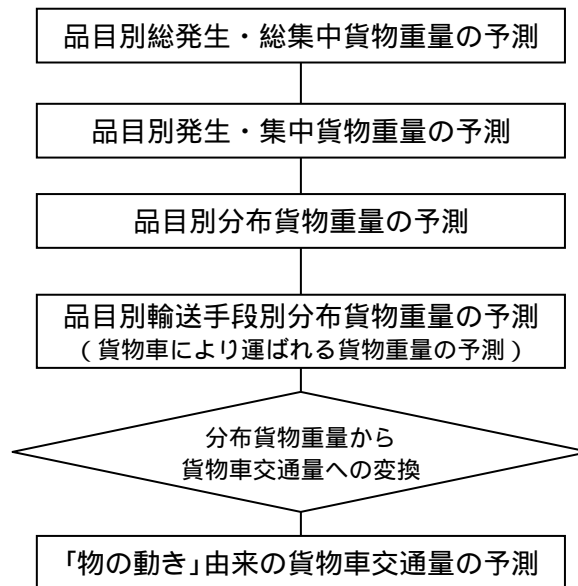 品目別総発生・総集中貨物重量の予測
品目別発生・集中貨物重量の予測
品目別分布貨物重量の予測
品目別輸送手段別分布貨物重量の予測
(貨物車により運ばれる貨物重量の予測)
分布貨物重量から
貨物車交通量への変換
「物の動き」由来の貨物車交通量の予測